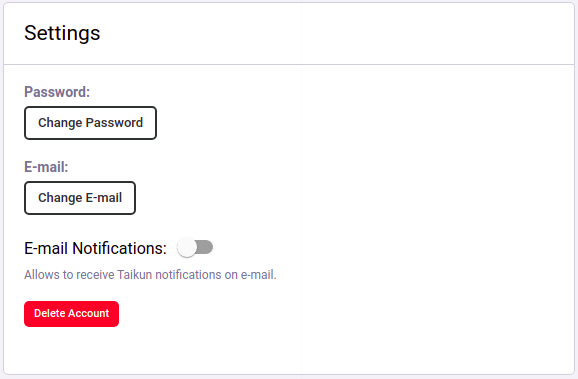 Settings
Password:
Change Password
E-mail:
Change E-mail
E-mail Notifications:
Allows to receive Taikun notifications on e-mail.
Delete Account